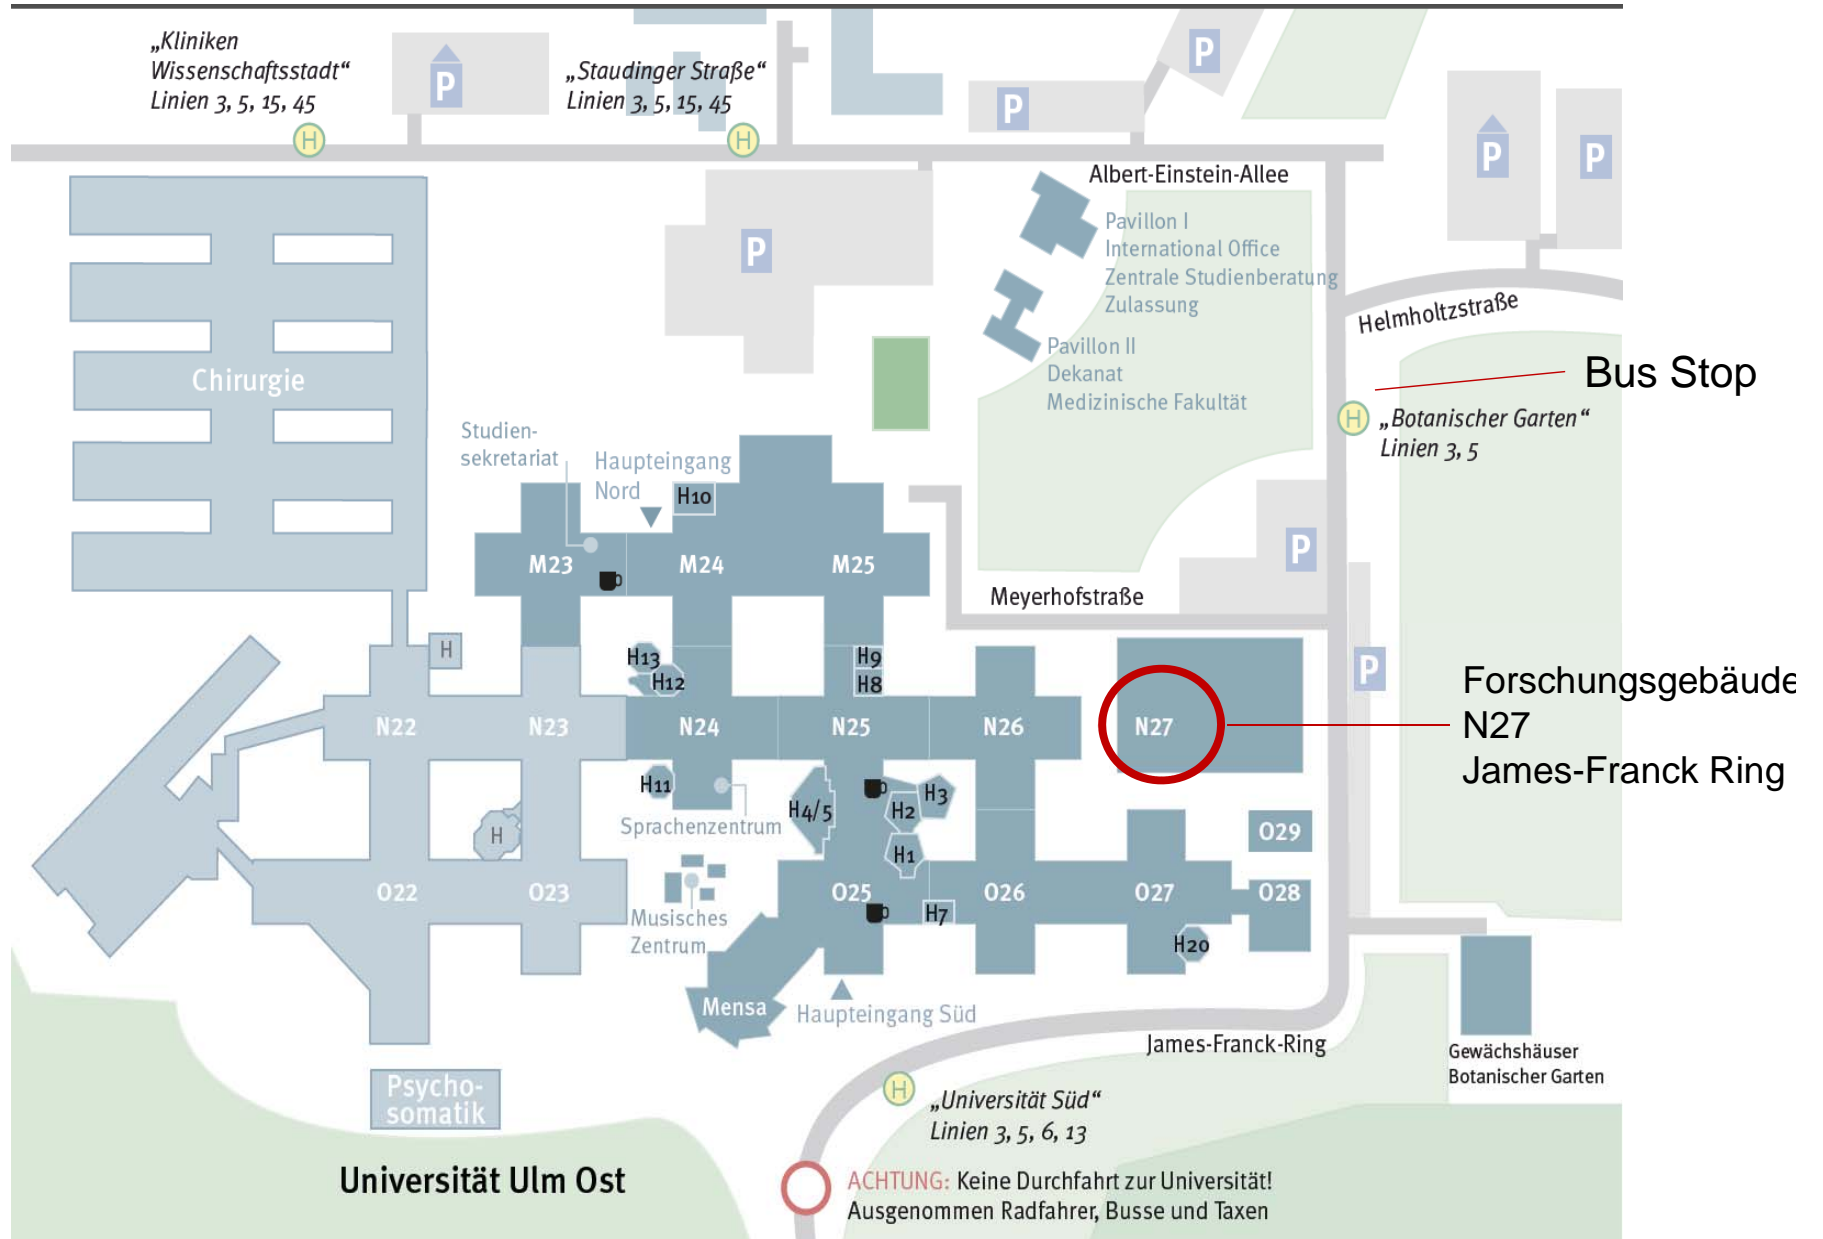 „Kliniken
Wissenschaftsstadt“
Linien 3, 5, 15, 45
P
„Staudinger Straße“
Linien 3, 5, 15, 45
P
P
P
P
H
H
Albert-Einstein-Allee
P
Pavillon I
International Office
Zentrale Studienberatung
Zulassung
Helmholtzstraße
Pavillon II
Dekanat
Medizinische Fakultät
Bus Stop
H
„Botanischer Garten“
Linien 3, 5
Chirurgie
Studien-
sekretariat
Haupteingang
Nord
H10
P
M23
M24
M25
Meyerhofstraße
H
H13
H12
H9
H8
P
Forschungsgebäude
N27
James-Franck Ring
N22
N23
N24
N25
N26
N27
H11
H4/5
H2
H3
Sprachenzentrum
H
H1
O29
O22
O23
O25
O26
O27
O28
H7
Musisches
Zentrum
H20
Mensa
Haupteingang Süd
James-Franck-Ring
Gewächshäuser
Botanischer Garten
Psycho-
somatik
H
„Universität Süd“
Linien 3, 5, 6, 13
Universität Ulm Ost
ACHTUNG: Keine Durchfahrt zur Universität!
Ausgenommen Radfahrer, Busse und Taxen